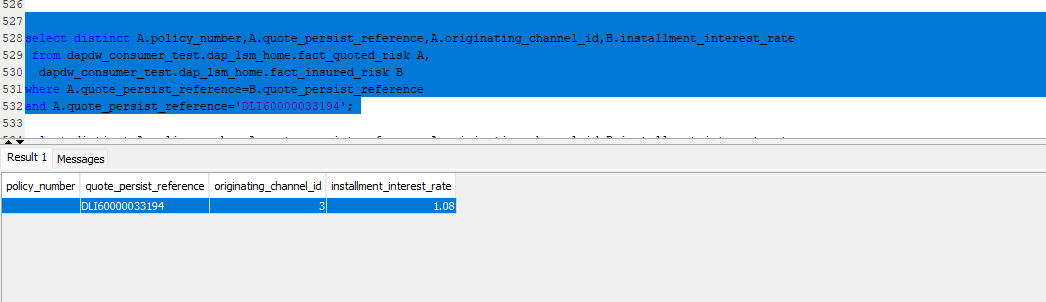 526
527
528 select distinct A.policy_number,A.quote_persist_reference,A.originating_channel_id,B.installment_interest_rate
529 from dapdw_consumer_test.dap_lsm_home.fact_quoted_risk A,
530 dapdw_consumer_test.dap_lsm_home.fact_insured_risk B
531 where A.quote_persist_reference=B.quote_persist_reference
532 and A.quote_persist_reference='DLI60000033194';
533
Result 1 Messages
policy_number quote_persist_reference originating_channel_id installment_interest_rate
DLI60000033194 3 1.08